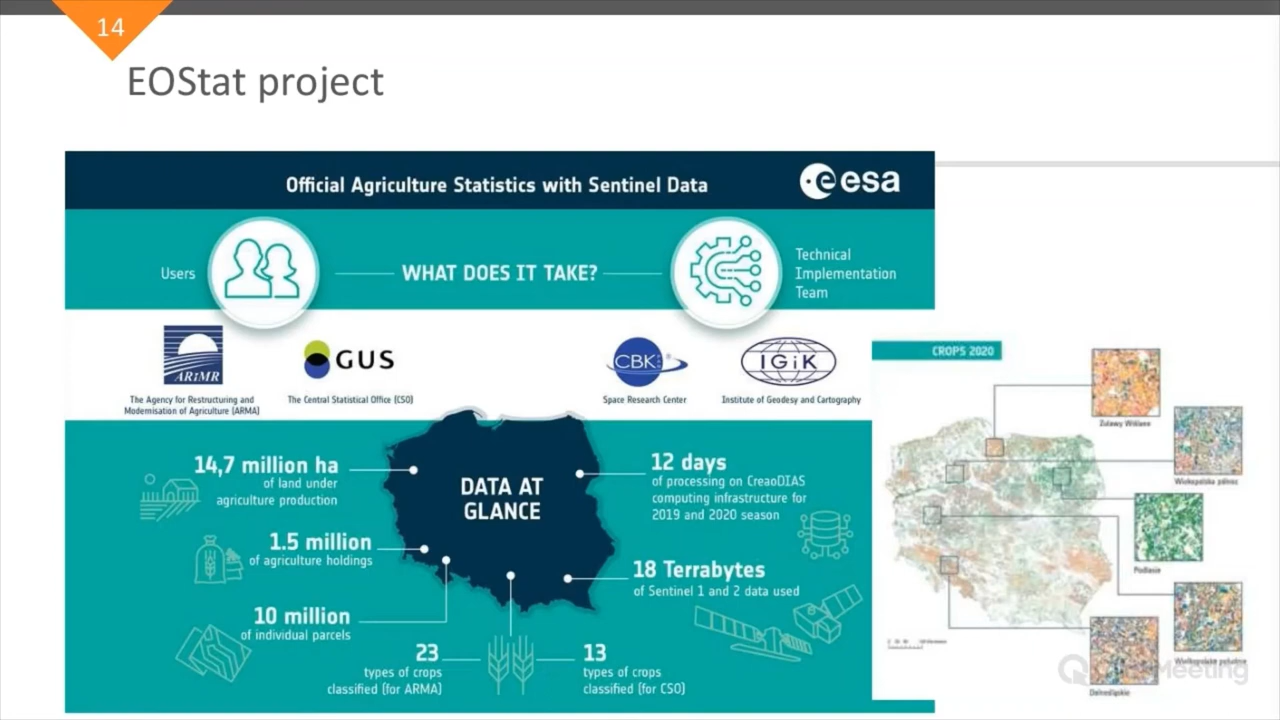 14
EOStat project
Official Agriculture Statistics with Sentinel Data
esa
Users
WHAT DOES IT TAKE?
Technical
Implementation
Team
ARiMR
The Agency for Restructuring and
Modernisation of Agriculture (ARMA)
GUS
The Central Statistical Office (CSO)
CBK
Space Research Center
IGiK
Institute of Geodesy and Cartography
14,7 million ha
of land under
agriculture production
1.5 million
of agriculture holdings
10 million
of individual parcels
23
types of crops
classified (for ARMA)
DATA AT
GLANCE
13
types of crops
classified (for CSO)
12 days
of processing on CreaoDIAS
computing infrastructure for
2019 and 2020 season
18 Terrabytes
of Sentinel 1 and 2 data used
CROPS 2020
Żuławy Wiślane
Wielkopolska północ
Podlasie
Wielkopolska południe
Dolnośląskie
Meeting